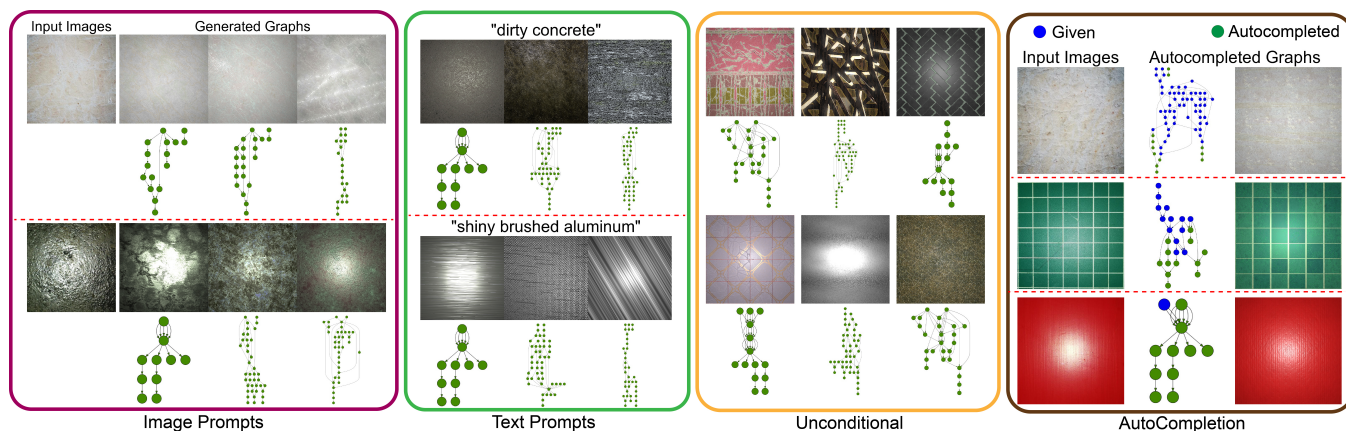 Input Images
Generated Graphs
Image Prompts
"dirty concrete"
"shiny brushed aluminum"
Text Prompts
Unconditional
Given
Autocompleted
Input Images
Autocompleted Graphs
AutoCompletion